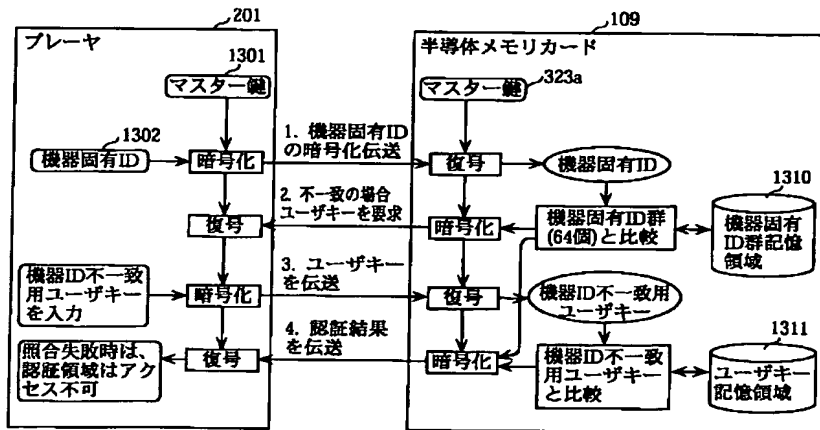 201
109
プレーヤ
半導体メモリカード
1301
マスター鍵
マスター鍵
323a
1302
機器固有ID
暗号化
1. 機器固有ID
の暗号化伝送
復号
機器固有ID
1310
2. 不一致の場合
ユーザキーを要求
復号
暗号化
機器固有ID群
(64個)と比較
機器固有
ID群記憶
領域
機器ID不一致
用ユーザキー
を入力
暗号化
3. ユーザキー
を伝送
復号
機器ID不一致用
ユーザキー
1311
4. 認証結果
を伝送
照合失敗時は、
認証領域はアク
セス不可
復号
暗号化
機器ID不一致
用ユーザキー
と比較
ユーザキー
記憶領域